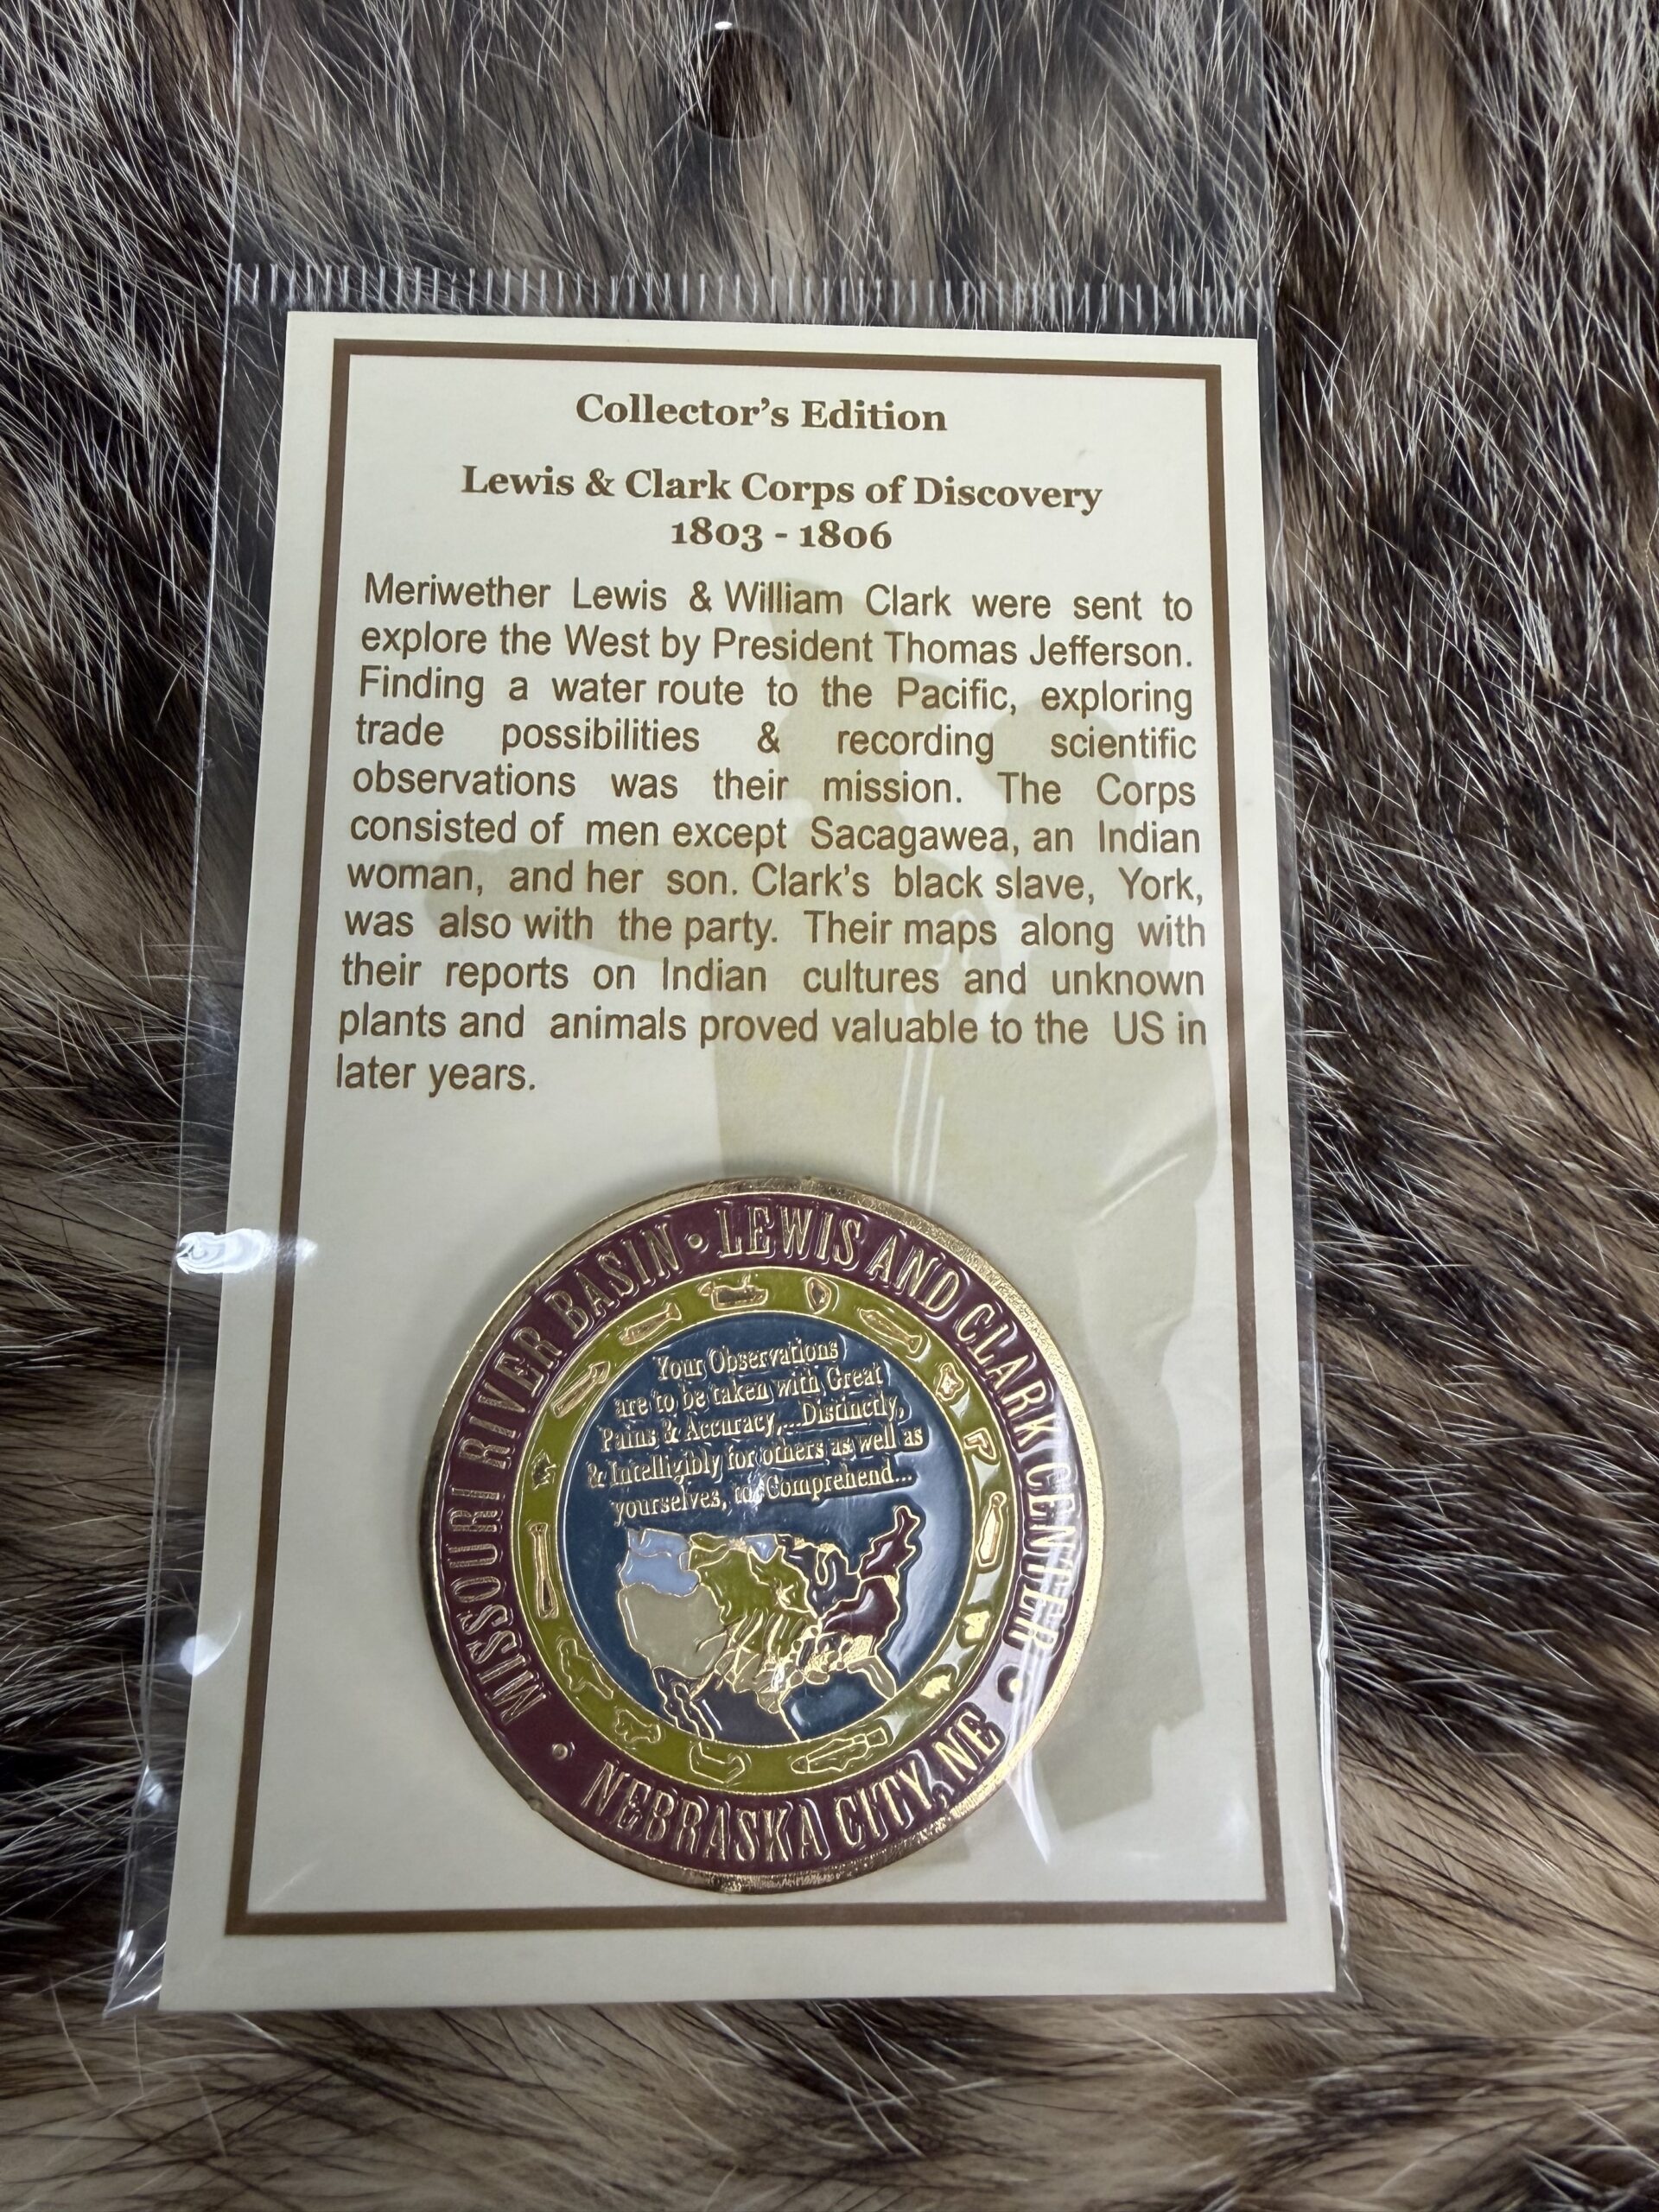 Collector's Edition
Lewis & Clark Corps of Discovery
1803 - 1806
Meriwether Lewis & William Clark were sent to
explore the West by President Thomas Jefferson.
Finding a water route to the Pacific, exploring
trade possibilities & recording scientific
observations was their mission. The Corps
consisted of men except Sacagawea, an Indian
woman, and her son. Clark's black slave, York,
was also with the party. Their maps along with
their reports on Indian cultures and unknown
plants and animals proved valuable to the US in
later years.
MISSOURI RIVER BASIN • LEWIS AND CLARK CENTER •
• NEBRASKA CITY, NE
Your Observations
are to be taken with Great
Pains & Accuracy,...Distinctly,
& Intelligibly for others as well as
yourselves, to Comprehend...